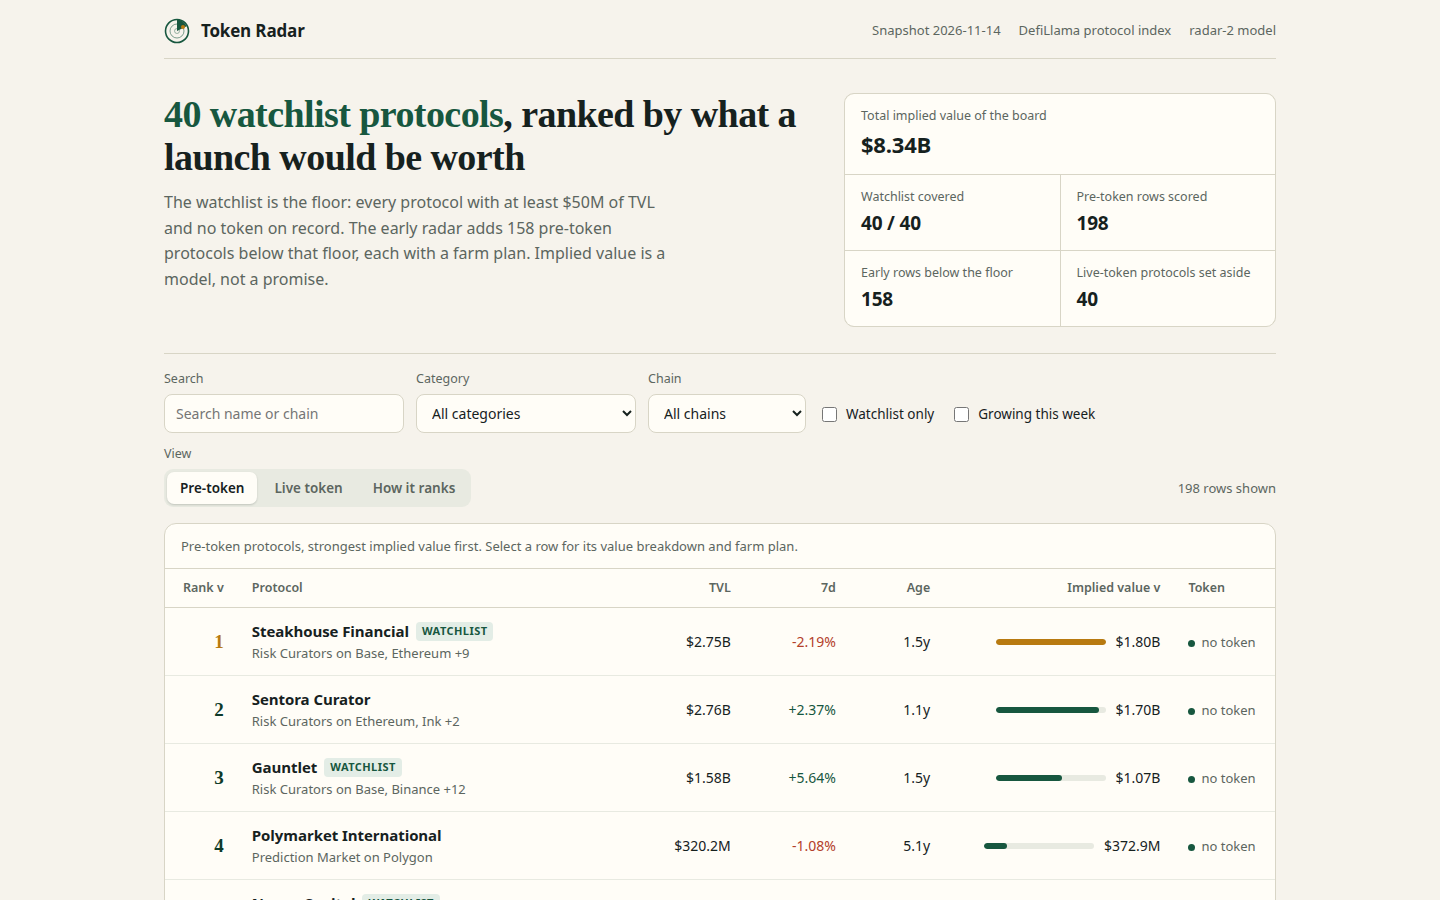 Token Radar
Snapshot 2026-11-14 DefiLlama protocol index radar-2 model
40 watchlist protocols, ranked by what a
launch would be worth
The watchlist is the floor: every protocol with at least $50M of TVL
and no token on record. The early radar adds 158 pre-token
protocols below that floor, each with a farm plan. Implied value is a
model, not a promise.
Total implied value of the board
$8.34B
Watchlist covered
40 / 40
Pre-token rows scored
198
Early rows below the floor
158
Live-token protocols set aside
40
Search
Category
Chain
Search name or chain
All categories
All chains
Watchlist only
Growing this week
View
Pre-token Live token How it ranks
198 rows shown
Pre-token protocols, strongest implied value first. Select a row for its value breakdown and farm plan.
Rank v Protocol TVL 7d Age Implied value v Token
1 Steakhouse Financial WATCHLIST $2.75B -2.19% 1.5y $1.80B no token
Risk Curators on Base, Ethereum +9
2 Sentora Curator $2.76B +2.37% 1.1y $1.70B no token
Risk Curators on Ethereum, Ink +2
3 Gauntlet WATCHLIST $1.58B +5.64% 1.5y $1.07B no token
Risk Curators on Base, Binance +12
4 Polymarket International $320.2M -1.08% 5.1y $372.9M no token
Prediction Market on Polygon